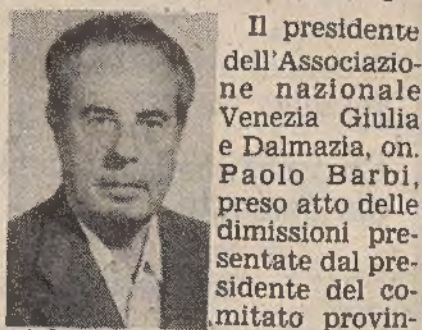 Il presidente
dell'Associazio-
ne nazionale
Venezia Giulia
e Dalmazia, on.
Paolo Barbi,
preso atto delle
dimissioni pre-
sentate dal pre-
sidente del co-
mitato provin-